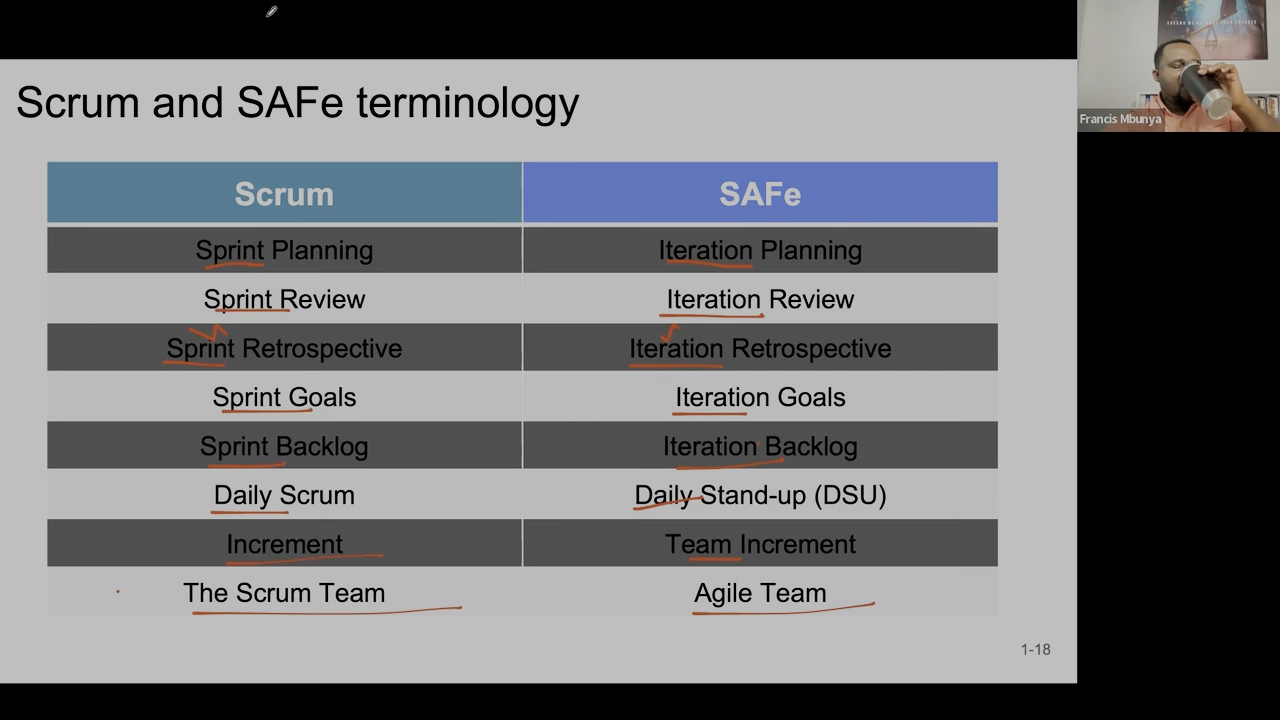 Scrum and SAFe terminology
Francis Mbunya
Scrum SAFe
Sprint Planning Iteration Planning
Sprint Review Iteration Review
Sprint Retrospective Iteration Retrospective
Sprint Goals Iteration Goals
Sprint Backlog Iteration Backlog
Daily Scrum Daily Stand-up (DSU)
Increment Team Increment
The Scrum Team Agile Team
1-18